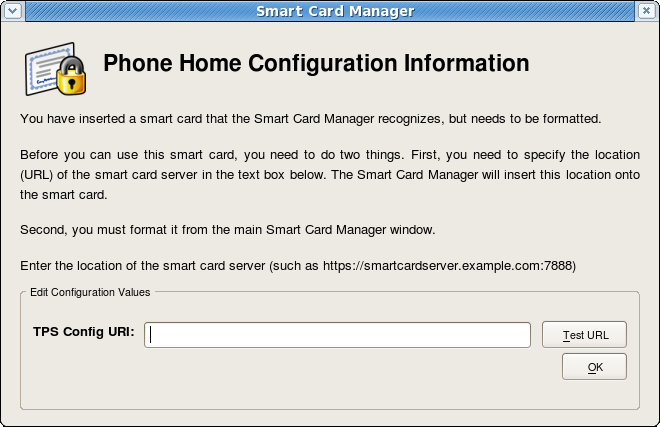 Smart Card Manager
Phone Home Configuration Information
You have inserted a smart card that the Smart Card Manager recognizes, but needs to be formatted.
Before you can use this smart card, you need to do two things. First, you need to specify the location
(URL) of the smart card server in the text box below. The Smart Card Manager will insert this location onto
the smart card.
Second, you must format it from the main Smart Card Manager window.
Enter the location of the smart card server (such as https://smartcardserver.example.com:7888)
Edit Configuration Values
TPS Config URI:
Test URL
OK